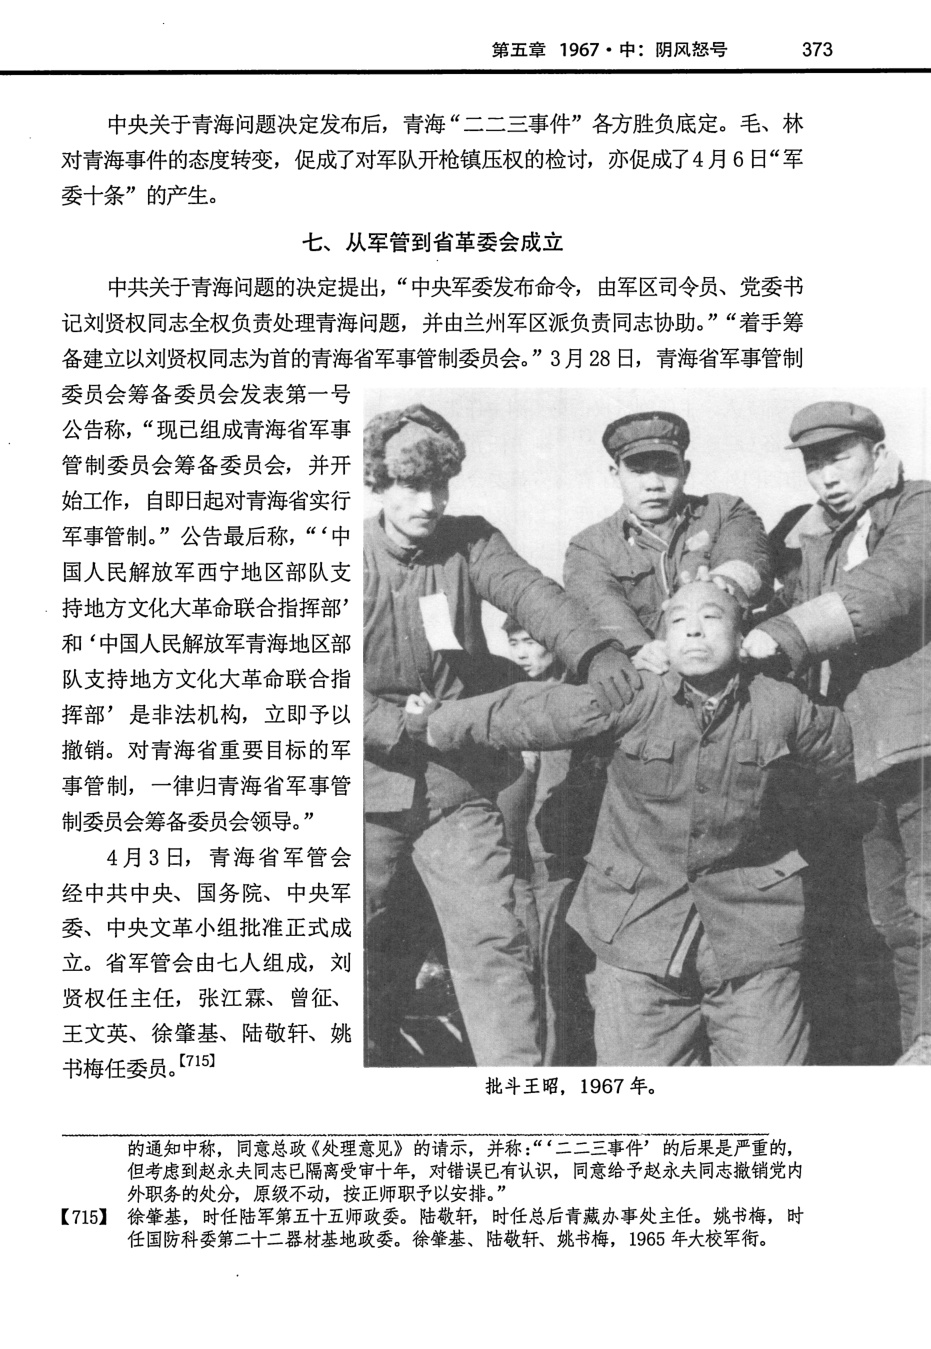 第五章 1967·中：阴风怒号 373
中央关于青海问题决定发布后，青海“二二三事件”各方胜负底定。毛、林
对青海事件的态度转变，促成了对军队开枪镇压权的检讨，亦促成了4月6日“军
委十条”的产生。
七、从军管到省革委会成立
中共关于青海问题的决定提出，“中央军委发布命令，由军区司令员、党委书
记刘贤权同志全权负责处理青海问题，并由兰州军区派负责同志协助。”“着手筹
备建立以刘贤权同志为首的青海省军事管制委员会。”3月28日，青海省军事管制
委员会筹备委员会发表第一号
公告称，“现已组成青海省军事
管制委员会筹备委员会，并开
始工作，自即日起对青海省实行
军事管制。”公告最后称，“‘中
国人民解放军西宁地区部队支
持地方文化大革命联合指挥部’
和‘中国人民解放军青海地区部
队支持地方文化大革命联合指
挥部’是非法机构，立即予以
撤销。对青海省重要目标的军
事管制，一律归青海省军事管
制委员会筹备委员会领导。”
4月3日，青海省军管会
经中共中央、国务院、中央军
委、中央文革小组批准正式成
立。省军管会由七人组成，刘
贤权任主任，张江霖、曾征、
王文英、徐肇基、陆敬轩、姚
书梅任委员。【715】
批斗王昭，1967年。
的通知中称，同意总政《处理意见》的请示，并称：“‘二二三事件’的后果是严重的，
但考虑到赵永夫同志已隔离受审十年，对错误已有认识，同意给予赵永夫同志撤销党内
外职务的处分，原级不动，按正师职予以安排。”
【715】 徐肇基，时任陆军第五十五师政委。陆敬轩，时任总后青藏办事处主任。姚书梅，时
任国防科委第二十二器材基地政委。徐肇基、陆敬轩、姚书梅，1965年大校军衔。